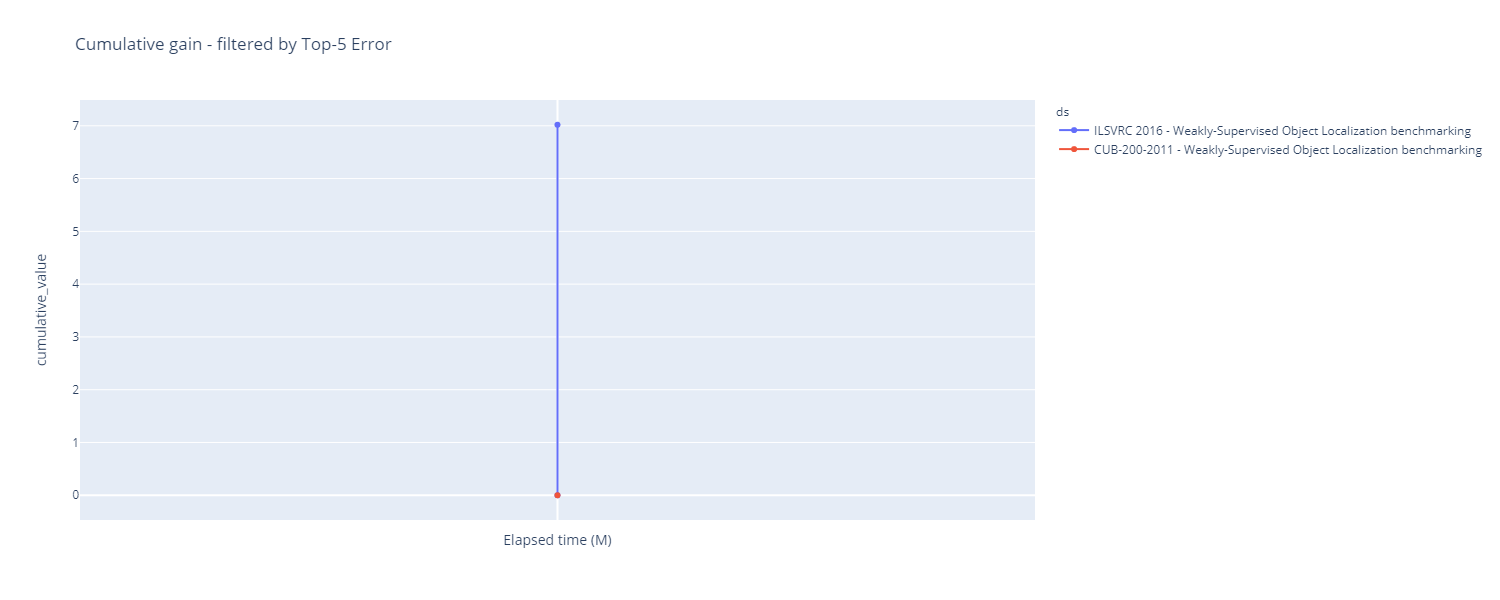 Cumulative gain - filtered by Top-5 Error
ds
ILSVRC 2016 - Weakly-Supervised Object Localization benchmarking
CUB-200-2011 - Weakly-Supervised Object Localization benchmarking
cumulative_value
7
6
5
4
3
2
1
0
Elapsed time (M)